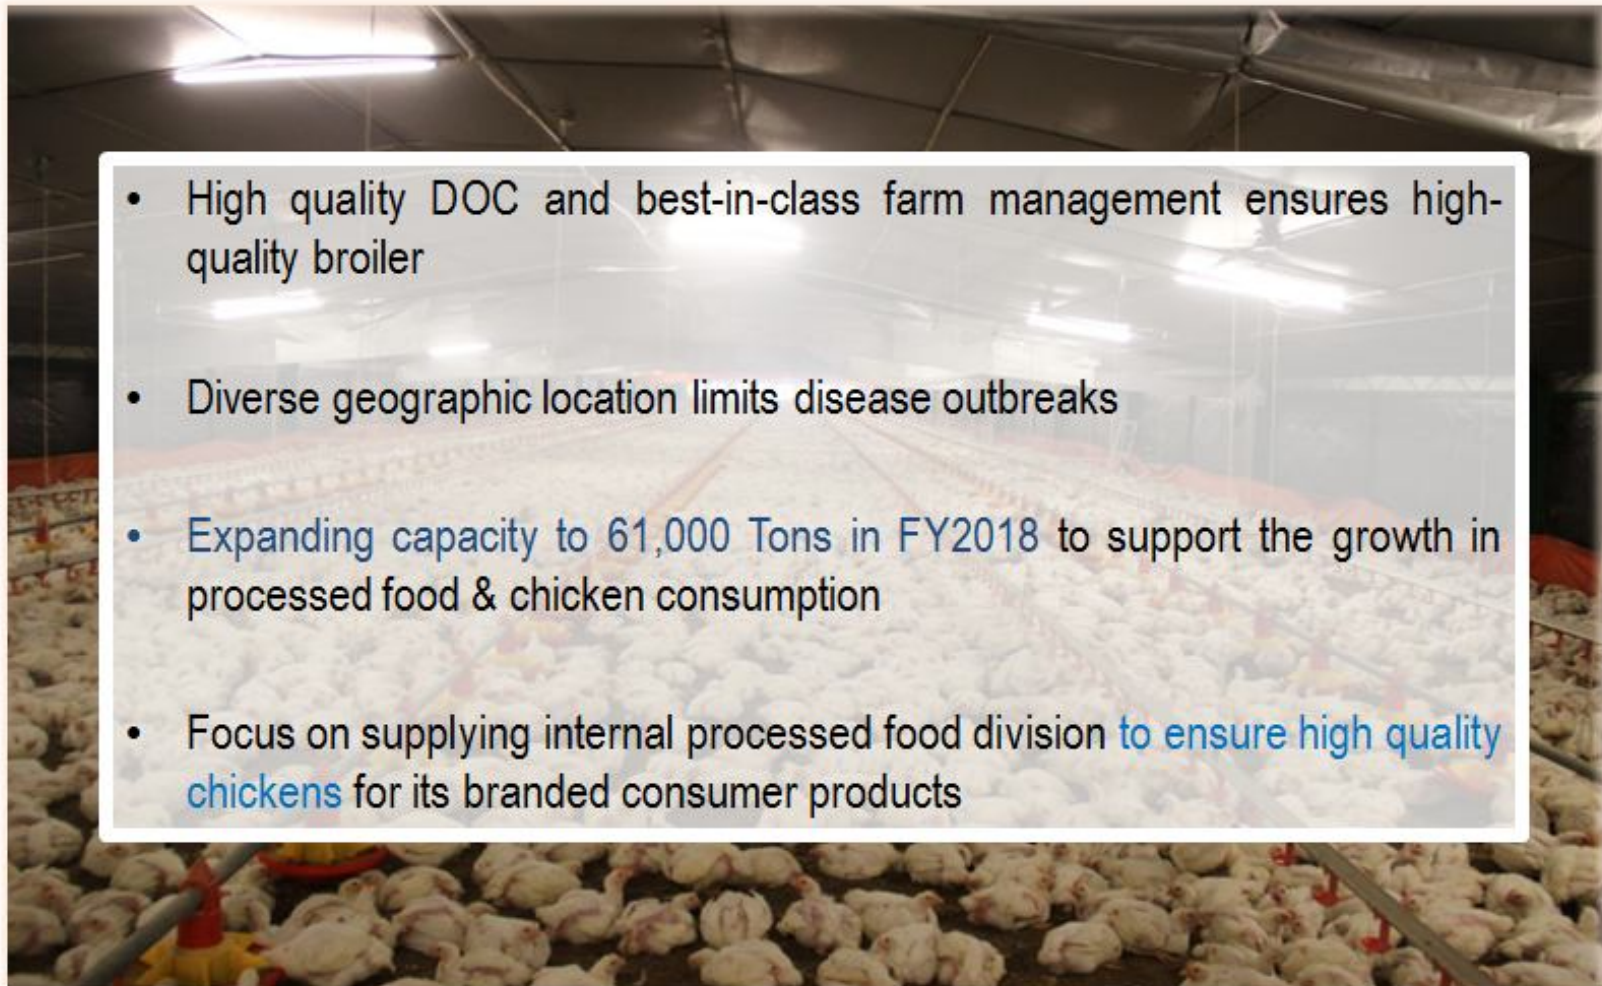 • High quality DOC and best-in-class farm management ensures high-
quality broiler
• Diverse geographic location limits disease outbreaks
• Expanding capacity to 61,000 Tons in FY2018 to support the growth in
processed food & chicken consumption
• Focus on supplying internal processed food division to ensure high quality
chickens for its branded consumer products